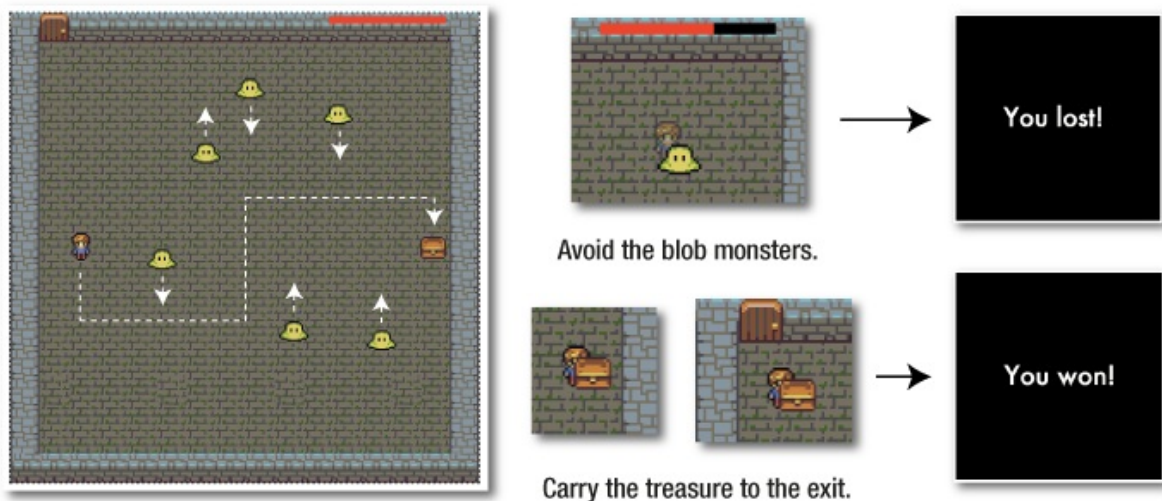 You lost!
Avoid the blob monsters.
You won!
Carry the treasure to the exit.